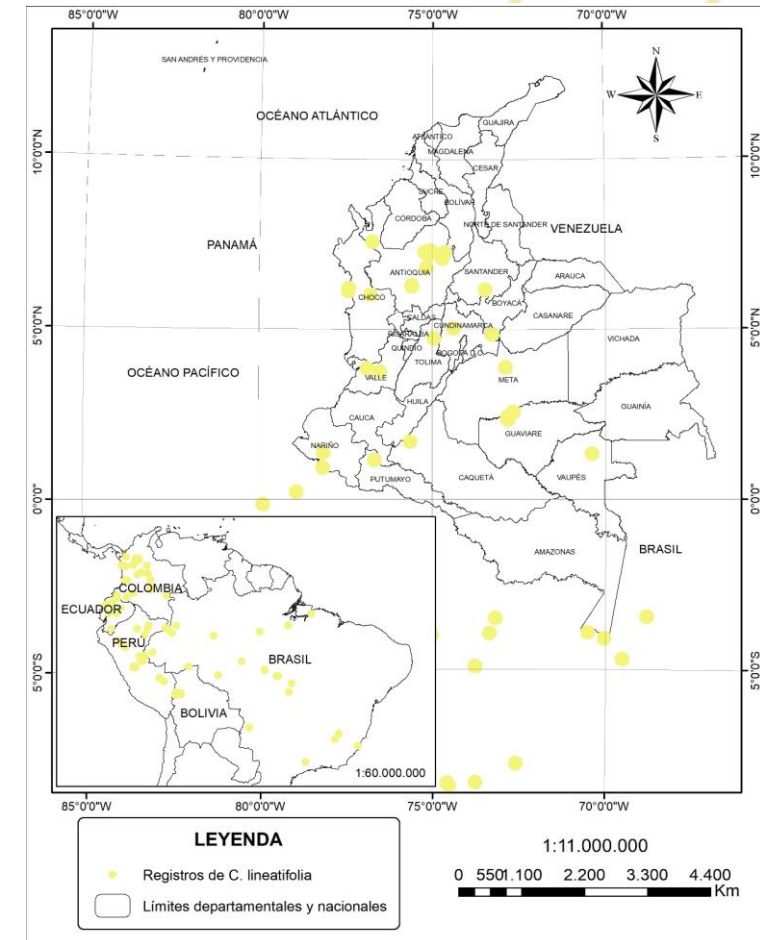 85°0'0"W 80°0'0"W 75°0'0"W 70°0'0"W
SAN ANDRÉS Y PROVIDENCIA
N
W E
S
OCÉANO ATLÁNTICO
GUAJIRA
ATLÁNTICO
10°0'0"N 10°0'0"N
MAGDALENA
CESAR
SUCRE
BOLÍVAR
CÓRDOBA
NORTE DE SANTANDER
VENEZUELA
PANAMÁ
ANTIOQUIA
SANTANDER
ARAUCA
CHOCÓ
BOYACÁ
CALDAS
CASANARE
5°0'0"N 5°0'0"N
CUNDINAMARCA
RISARALDA
VICHADA
QUINDIO
BOGOTÁ D.C.
TOLIMA
OCÉANO PACÍFICO
VALLE
META
HUILA
GUAINÍA
CAUCA
GUAVIARE
NARIÑO
PUTUMAYO
CAQUETÁ
VAUPÉS
0°0'0" 0°0'0"
AMAZONAS
BRASIL
COLOMBIA
ECUADOR
PERÚ
BRASIL
BOLIVIA
5°0'0"S 5°0'0"S
1:60.000.000
85°0'0"W 80°0'0"W 75°0'0"W 70°0'0"W
LEYENDA
Registros de C. lineatifolia
Límites departamentales y nacionales
1:11.000.000
0 550 1.100 2.200 3.300 4.400
Km